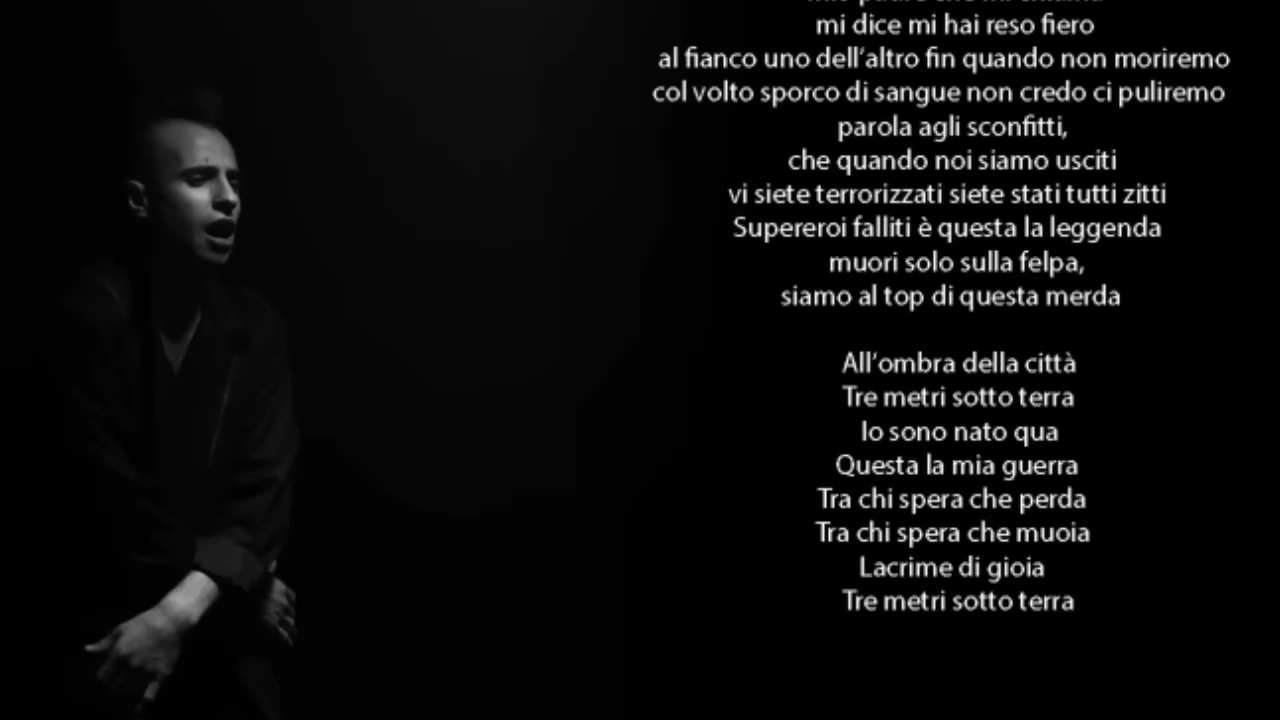 mi dice mi hai reso fiero
al fianco uno dell'altro fin quando non moriremo
col volto sporco di sangue non credo ci puliremo
parola agli sconfitti,
che quando noi siamo usciti
vi siete terrorizzati siete stati tutti zitti
Supereroi falliti è questa la leggenda
muori solo sulla felpa,
siamo al top di questa merda
All'ombra della città
Tre metri sotto terra
Io sono nato qua
Questa la mia guerra
Tra chi spera che perda
Tra chi spera che muoia
Lacrime di gioia
Tre metri sotto terra